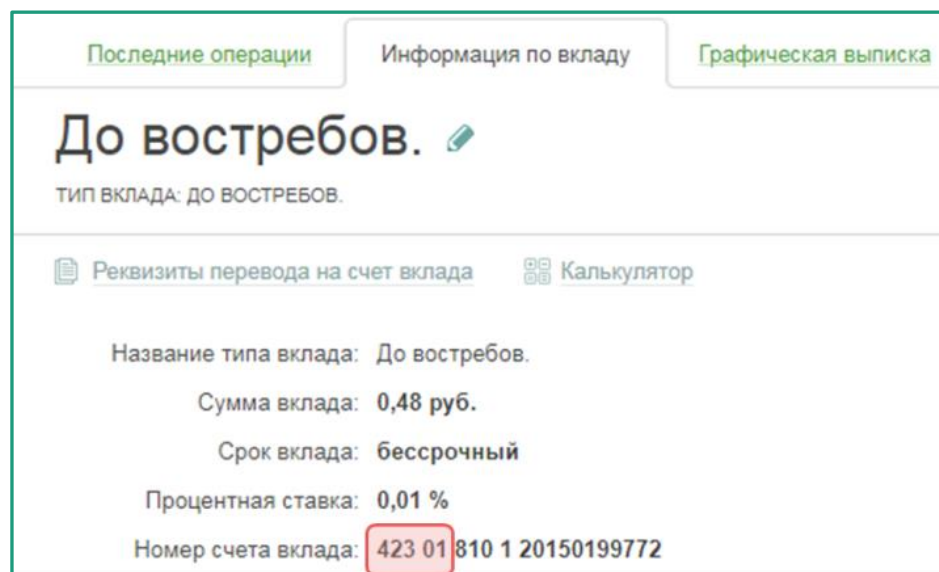 Последние операции Информация по вкладу Графическая выписка
До востребов.
ТИП ВКЛАДА: ДО ВОСТРЕБОВ.
Реквизиты перевода на счет вклада Калькулятор
Название типа вклада: До востребов.
Сумма вклада: 0,48 руб.
Срок вклада: бессрочный
Процентная ставка: 0,01 %
Номер счета вклада: 423 01 810 1 20150199772